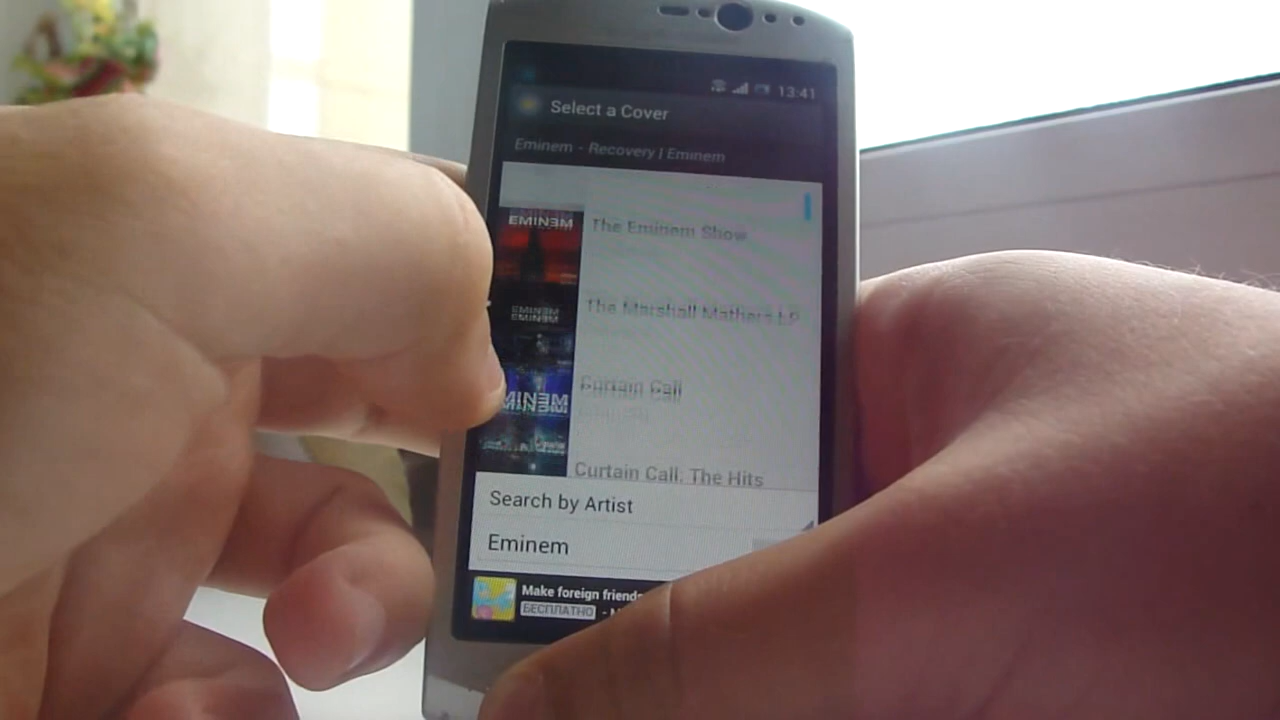 13:41
Select a Cover
Eminem - Recovery | Eminem
EMINEM
The Eminem Show
EMINEM
The Marshall Mathers LP
EMINEM
Curtain Call
Curtain Call: The Hits
Search by Artist
Eminem
Make foreign friends
БЕСПЛАТНО